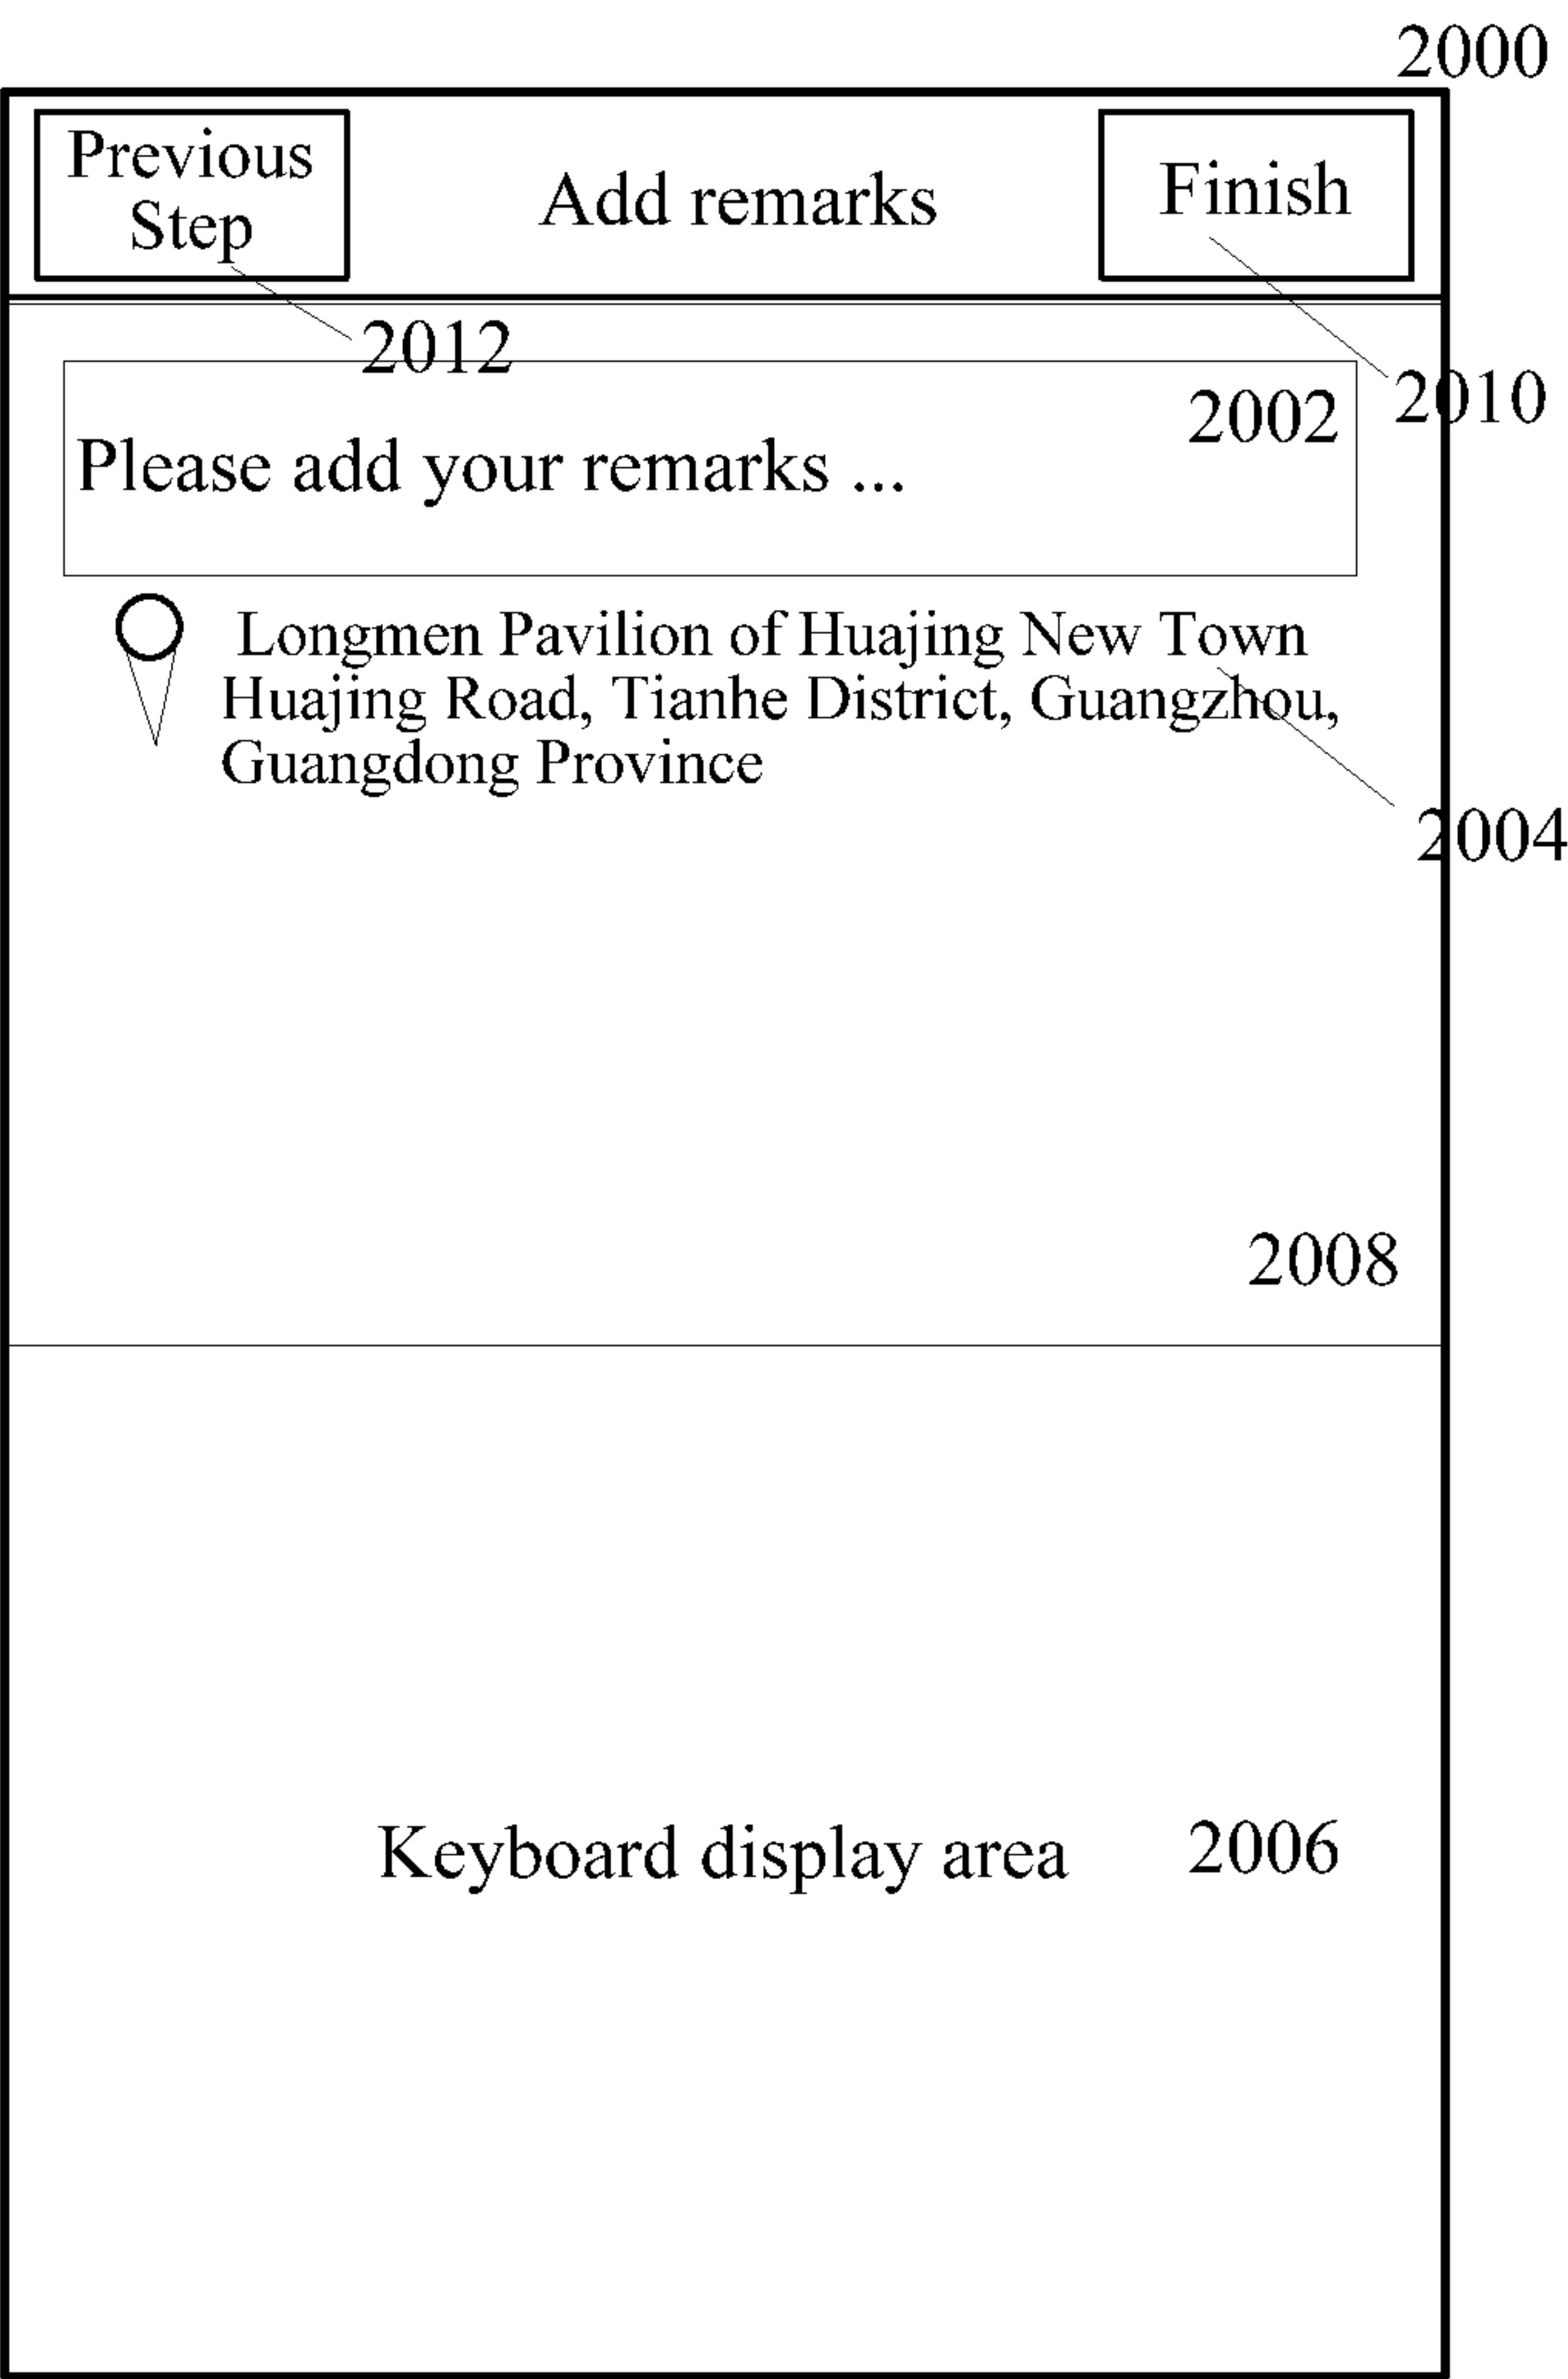 2000
Previous
Step
Add remarks
Finish
2012
2010
2002
Please add your remarks ...
Longmen Pavilion of Huajing New Town
Huajing Road, Tianhe District, Guangzhou,
Guangdong Province
2004
2008
Keyboard display area
2006